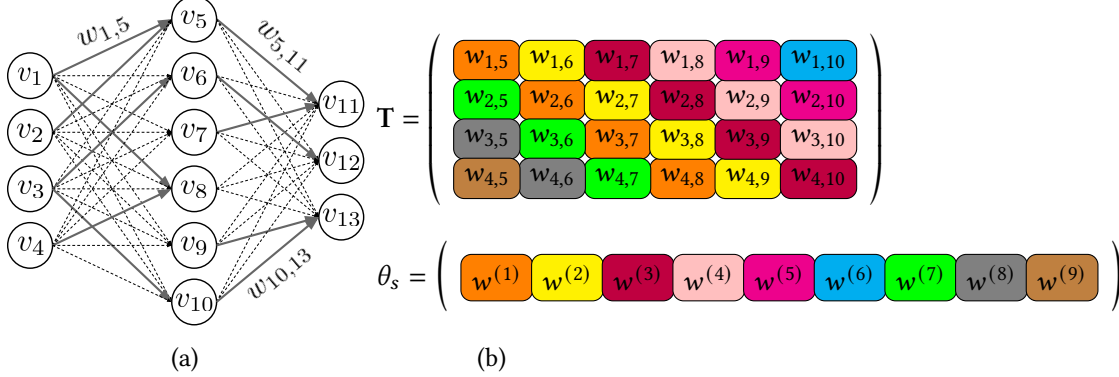 w1,5
w5,11
w10,13
v1
v2
v3
v4
v5
v6
v7
v8
v9
v10
v11
v12
v13
(a)
T = ( w1,5 w1,6 w1,7 w1,8 w1,9 w1,10
w2,5 w2,6 w2,7 w2,8 w2,9 w2,10
w3,5 w3,6 w3,7 w3,8 w3,9 w3,10
w4,5 w4,6 w4,7 w4,8 w4,9 w4,10 )
θs = ( w(1) w(2) w(3) w(4) w(5) w(6) w(7) w(8) w(9) )
(b)